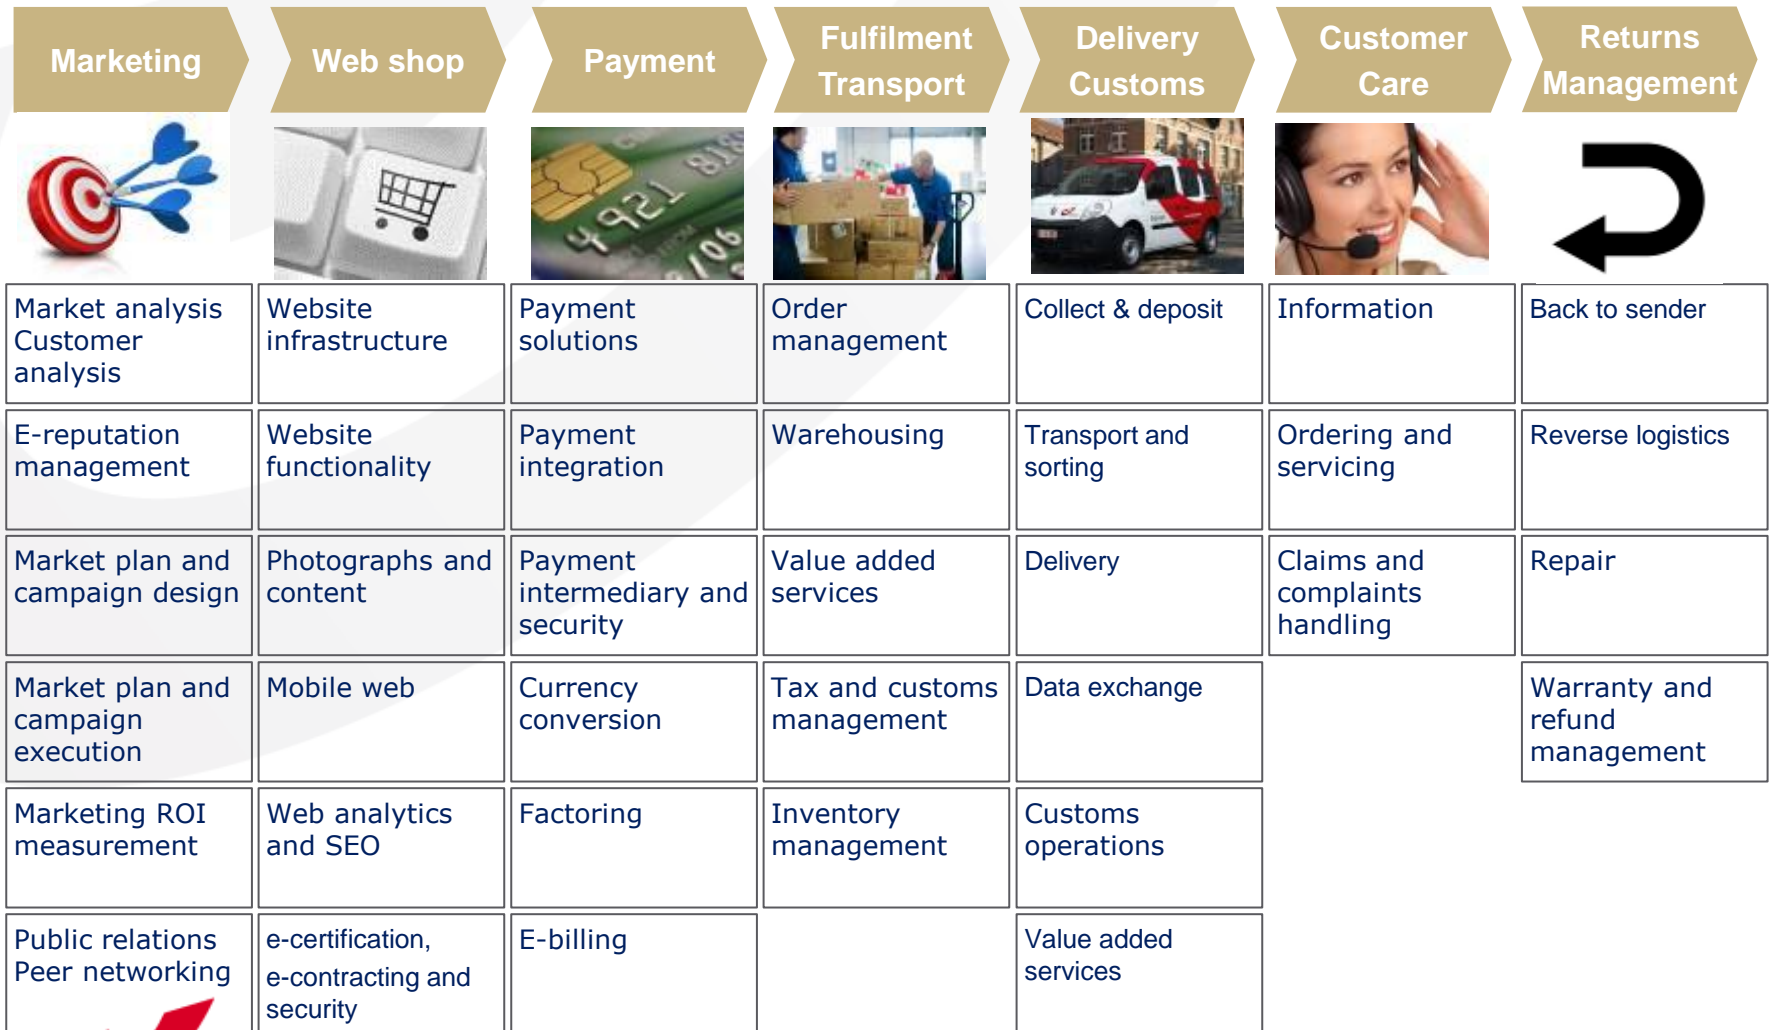 Marketing
Web shop
Payment
Fulfilment
Transport
Delivery
Customs
Customer
Care
Returns
Management
4921
8189
/06
Market analysis
Customer
analysis
Website
infrastructure
Payment
solutions
Order
management
Collect & deposit
Information
Back to sender
E-reputation
management
Website
functionality
Payment
integration
Warehousing
Transport and
sorting
Ordering and
servicing
Reverse logistics
Market plan and
campaign design
Photographs and
content
Payment
intermediary and
security
Value added
services
Delivery
Claims and
complaints
handling
Repair
Market plan and
campaign
execution
Mobile web
Currency
conversion
Tax and customs
management
Data exchange
Warranty and
refund
management
Marketing ROI
measurement
Web analytics
and SEO
Factoring
Inventory
management
Customs
operations
Public relations
Peer networking
e-certification,
e-contracting and
security
E-billing
Value added
services